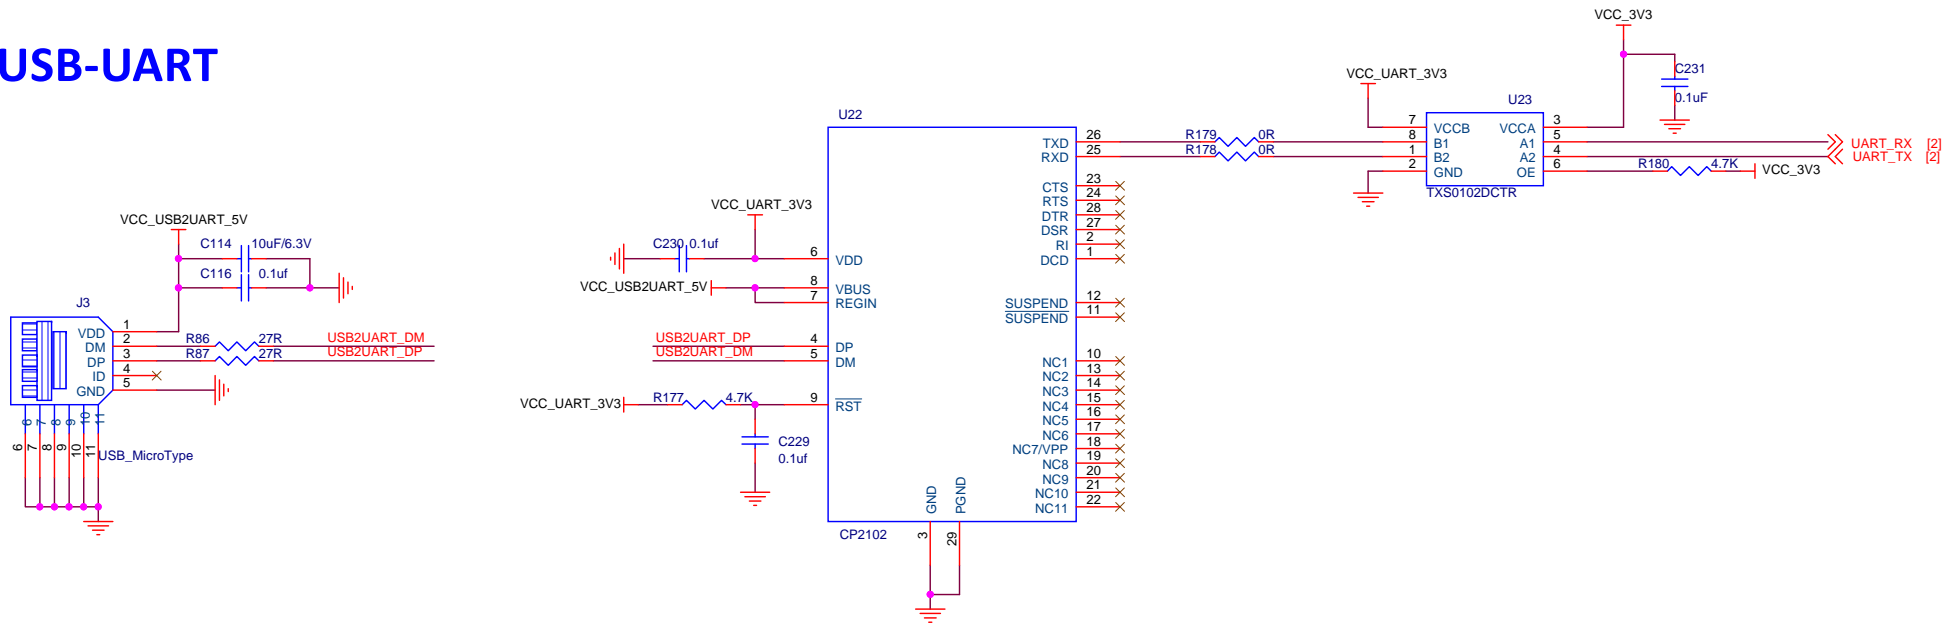 USB-UART
VCC_USB2UART_5V
C114 10uF/6.3V
C116 0.1uf
J3
VDD 1
DM 2 R86 27R USB2UART_DM
DP 3 R87 27R USB2UART_DP
ID 4
GND 5
6 7 8 9 10 11
6 7 8 9 10 11
USB_MicroType
U22
VCC_UART_3V3
C230 0.1uf
6 VDD
VCC_USB2UART_5V
8 VBUS
7 REGIN
USB2UART_DP 4 DP
USB2UART_DM 5 DM
VCC_UART_3V3 R177 4.7K 9 RST
C229
0.1uf
TXD 26 R179 0R
RXD 25 R178 0R
CTS 23
RTS 24
DTR 28
DSR 27
RI 2
DCD 1
SUSPEND 12
SUSPEND 11
NC1 10
NC2 13
NC3 14
NC4 15
NC5 16
NC6 17
NC7/VPP 18
NC8 19
NC9 20
NC10 21
NC11 22
GND PGND
3 29
CP2102
VCC_3V3
C231
0.1uF
VCC_UART_3V3
U23
7 VCCB VCCA 3
8 B1 A1 5 UART_RX [2]
1 B2 A2 4 UART_TX [2]
2 GND OE 6 R180 4.7K VCC_3V3
TXS0102DCTR